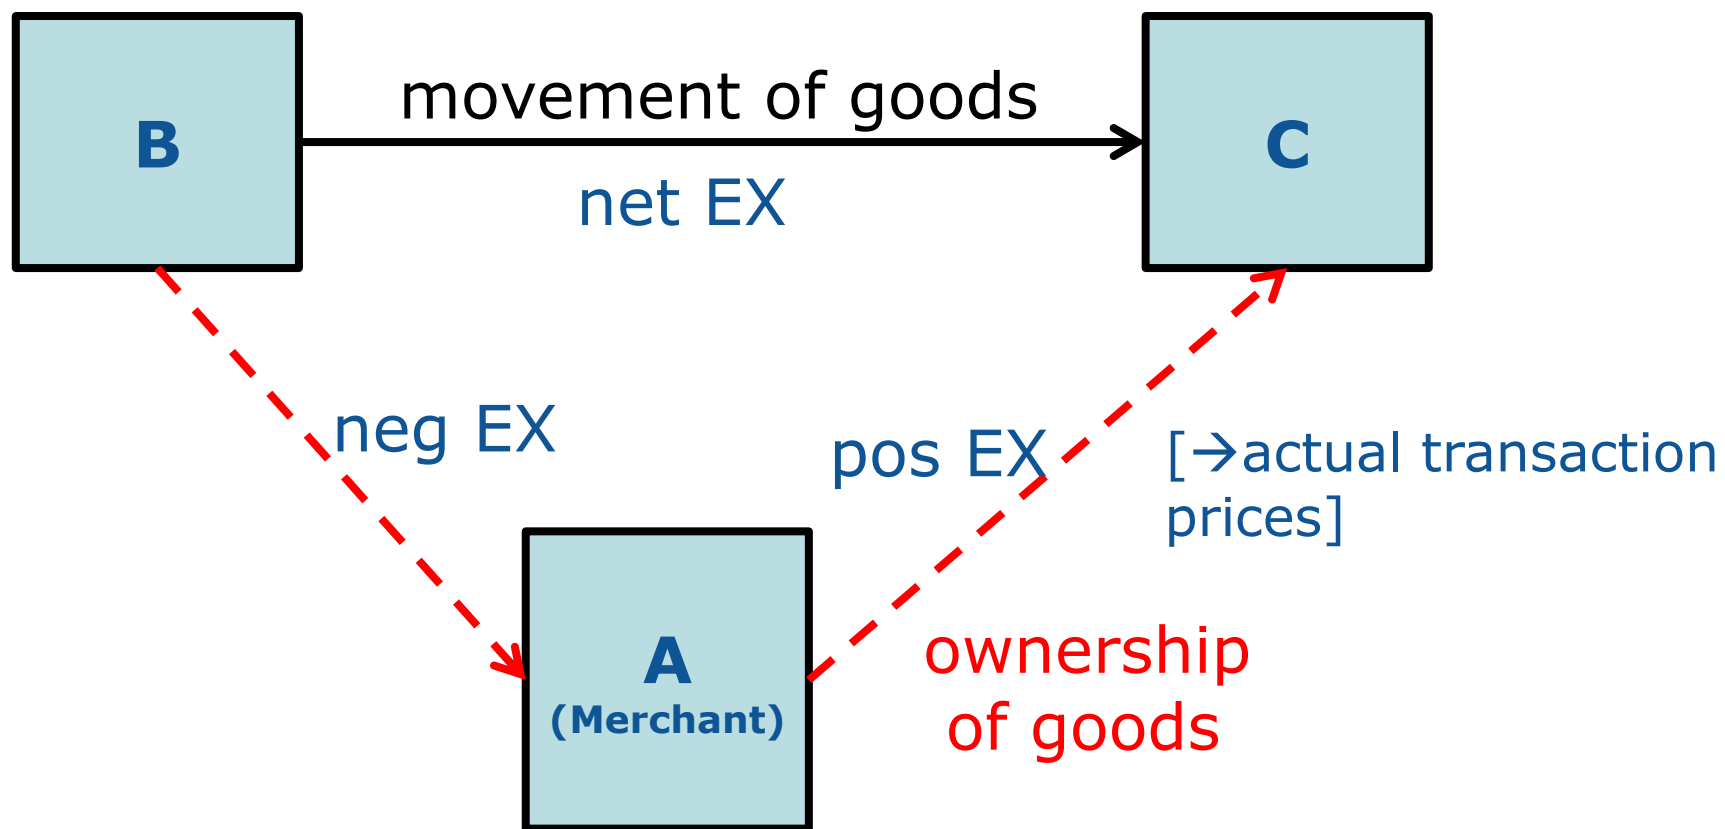 movement of goods
B
C
net EX
neg EX
pos EX
[→actual transaction
prices]
A
(Merchant)
ownership
of goods